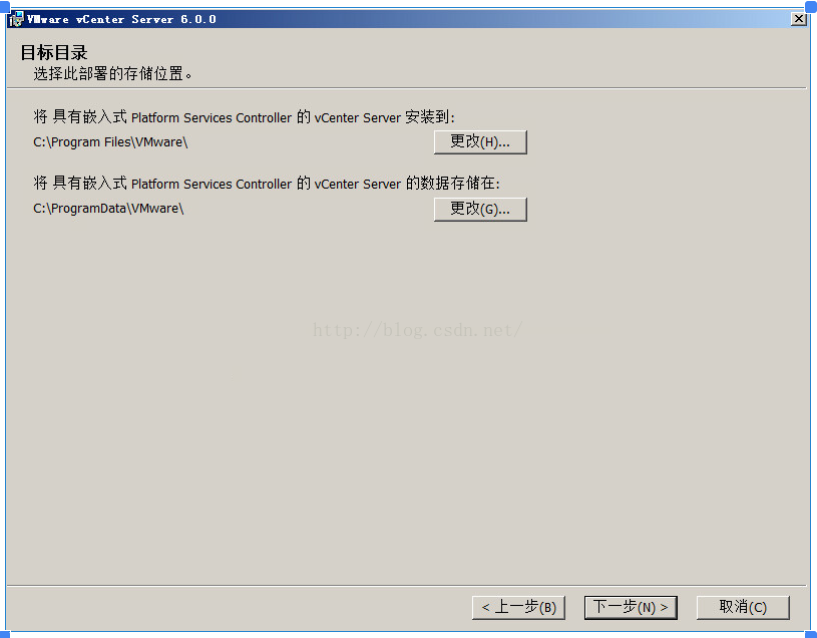 VMware vCenter Server 6.0.0
目标目录
选择此部署的存储位置。
将 具有嵌入式 Platform Services Controller 的 vCenter Server 安装到:
C:\Program Files\VMware\
更改(H)...
将 具有嵌入式 Platform Services Controller 的 vCenter Server 的数据存储在:
C:\ProgramData\VMware\
更改(G)...
http://blog.csdn.net/
< 上一步(B) 下一步(N) > 取消(C)